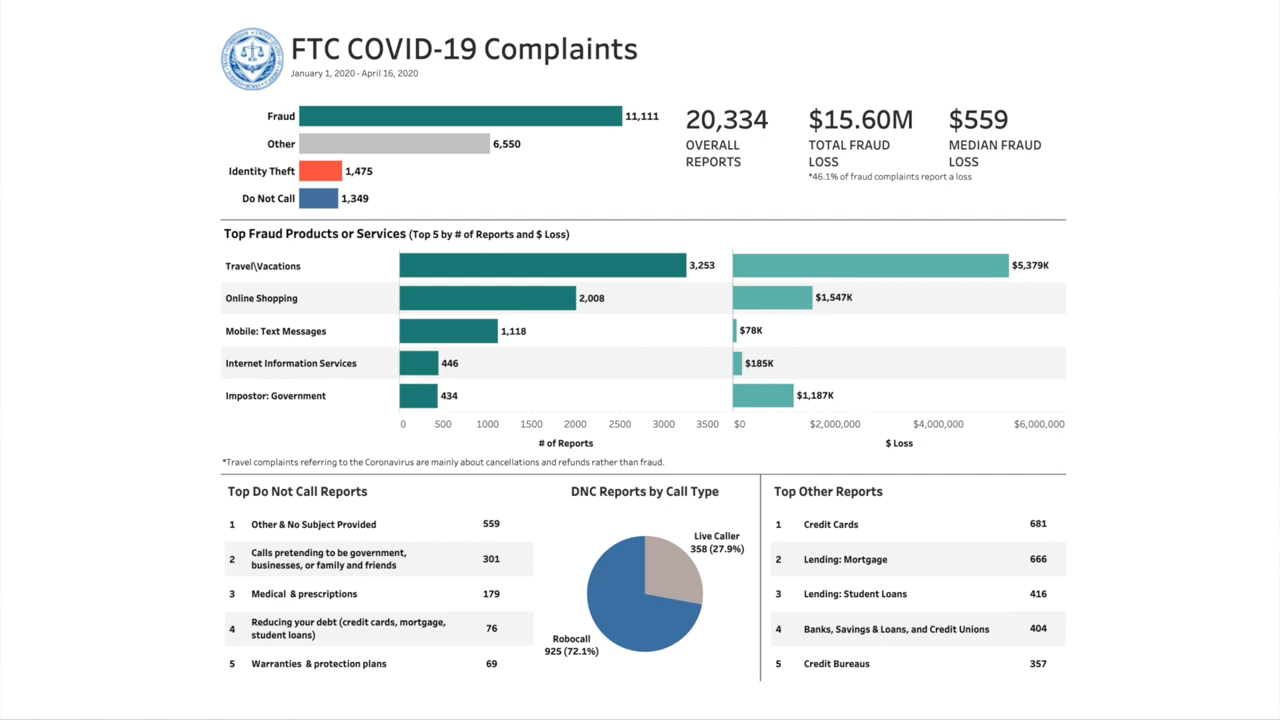 FTC COVID-19 Complaints
January 1, 2020 - April 16, 2020
Fraud 11,111
Other 6,550
Identity Theft 1,475
Do Not Call 1,349
20,334
OVERALL
REPORTS
$15.60M
TOTAL FRAUD
LOSS
$559
MEDIAN FRAUD
LOSS
*46.1% of fraud complaints report a loss
Top Fraud Products or Services (Top 5 by # of Reports and $ Loss)
Travel\Vacations 3,253 $5,379K
Online Shopping 2,008 $1,547K
Mobile: Text Messages 1,118 $78K
Internet Information Services 446 $185K
Impostor: Government 434 $1,187K
0 500 1000 1500 2000 2500 3000 3500 $0 $2,000,000 $4,000,000 $6,000,000
# of Reports $ Loss
*Travel complaints referring to the Coronavirus are mainly about cancellations and refunds rather than fraud.
Top Do Not Call Reports
1 Other & No Subject Provided 559
2 Calls pretending to be government,
businesses, or family and friends 301
3 Medical & prescriptions 179
4 Reducing your debt (credit cards, mortgage,
student loans) 76
5 Warranties & protection plans 69
DNC Reports by Call Type
Live Caller
358 (27.9%)
Robocall
925 (72.1%)
Top Other Reports
1 Credit Cards 681
2 Lending: Mortgage 666
3 Lending: Student Loans 416
4 Banks, Savings & Loans, and Credit Unions 404
5 Credit Bureaus 357